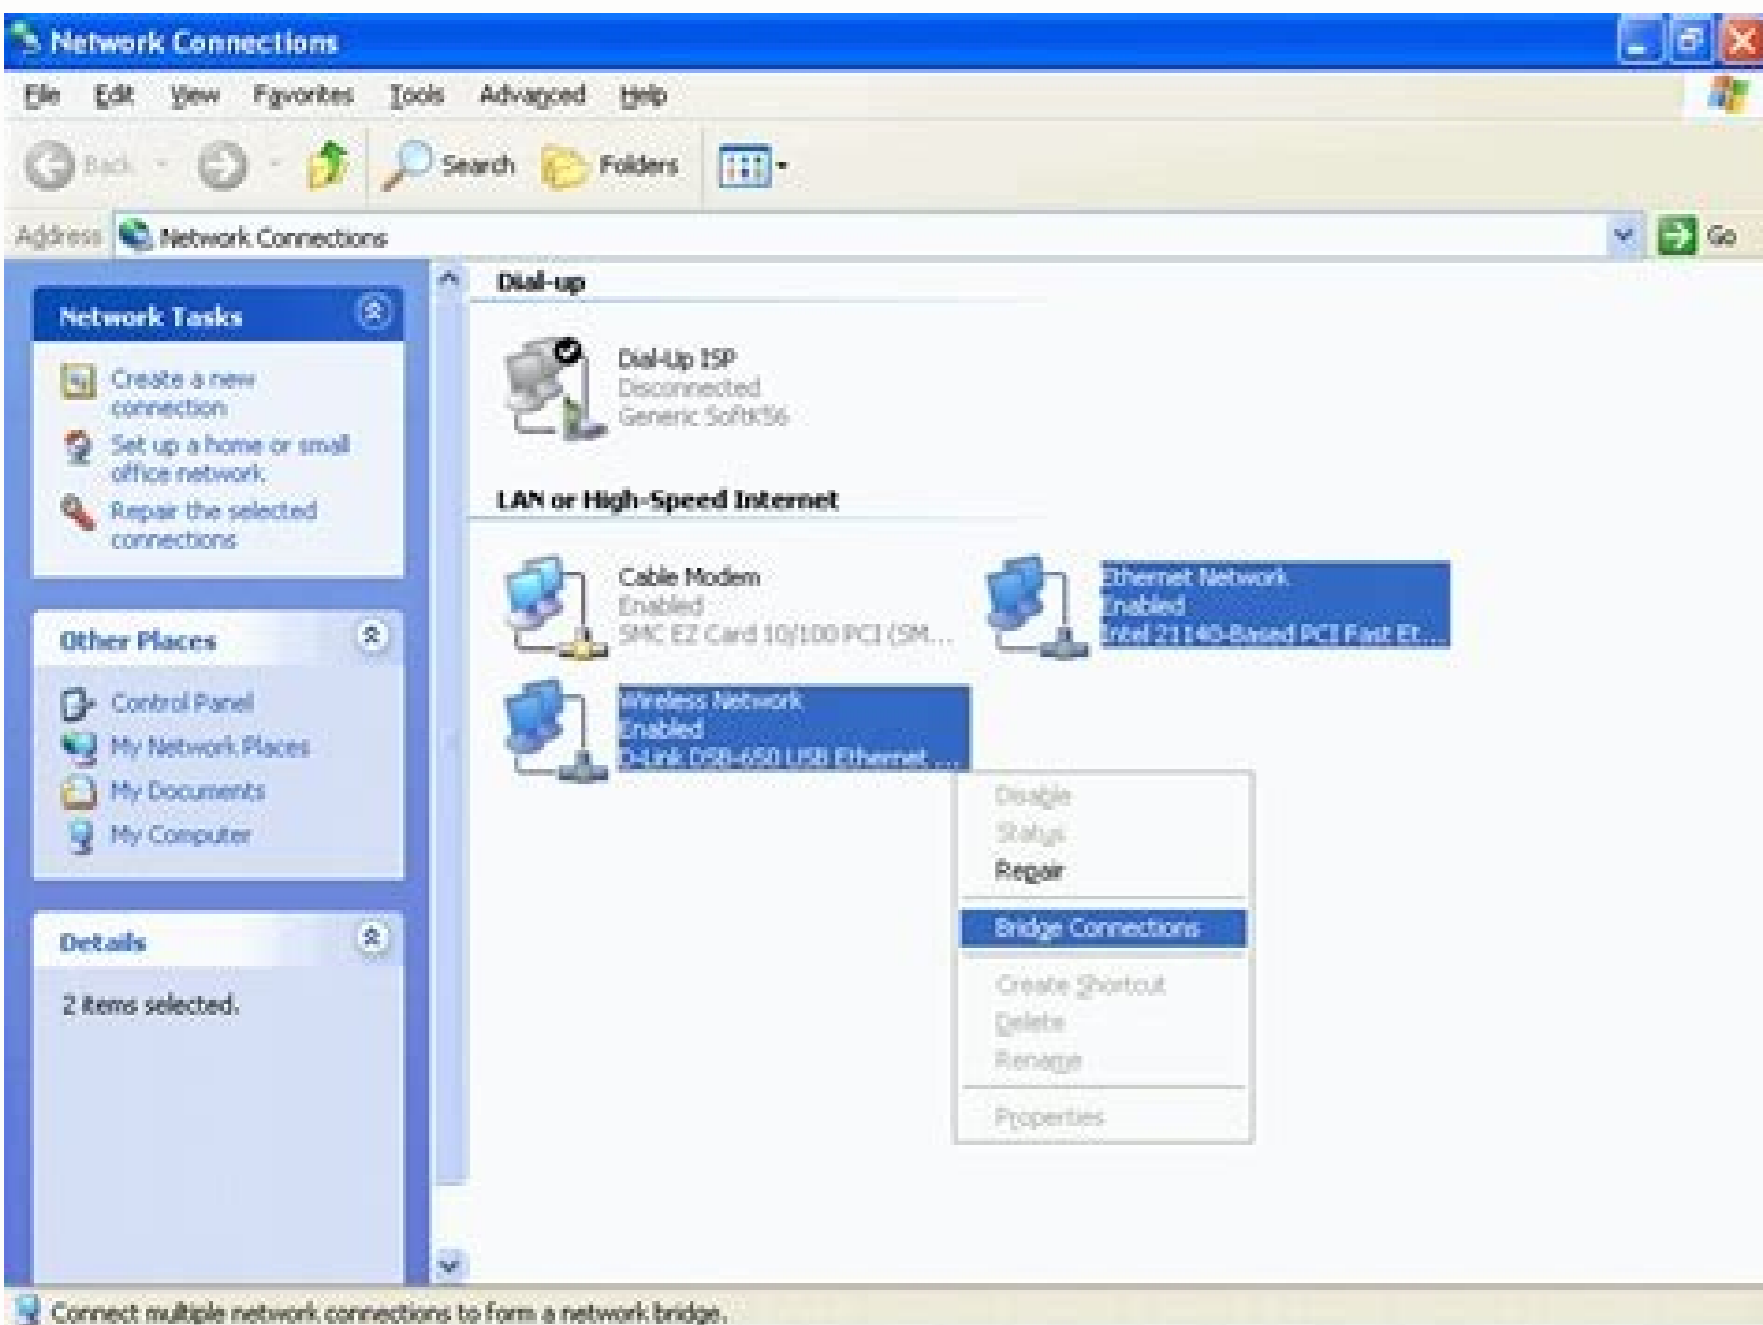 Network Connections
File Edit View Favorites Tools Advanced Help
Back Search Folders
Address Network Connections Go
Network Tasks
Create a new
connection
Set up a home or small
office network
Repair the selected
connections
Other Places
Control Panel
My Network Places
My Documents
My Computer
Details
2 items selected.
Dial-up
Dial-Up ISP
Disconnected
Generic SoftK56
LAN or High-Speed Internet
Cable Modem
Enabled
SMC EZ Card 10/100 PCI (SM...
Ethernet Network
Enabled
Intel 21140-Based PCI Fast Et...
Wireless Network
Enabled
D-Link DSB-650 USB Ethernet ...
Disable
Status
Repair
Bridge Connections
Create Shortcut
Delete
Rename
Properties
Connect multiple network connections to form a network bridge.